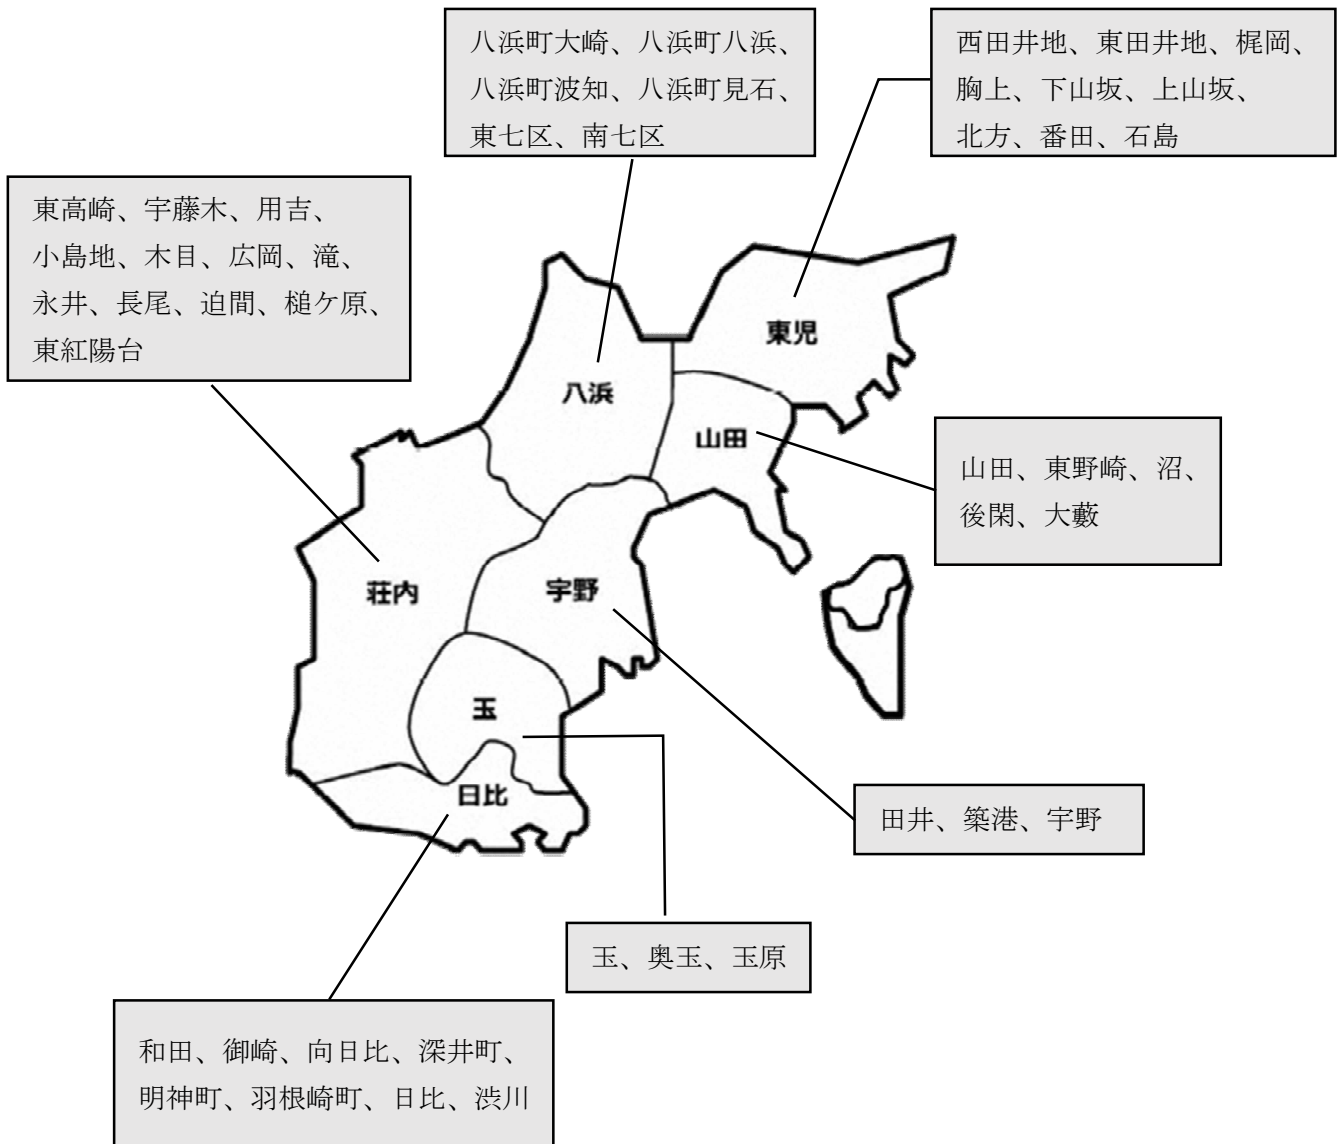 八浜町大崎、八浜町八浜、
八浜町波知、八浜町見石、
東七区、南七区
西田井地、東田井地、梶岡、
胸上、下山坂、上山坂、
北方、番田、石島
東高崎、宇藤木、用吉、
小島地、木目、広岡、滝、
永井、長尾、迫間、槌ケ原、
東紅陽台
東児
八浜
山田
山田、東野崎、沼、
後閑、大藪
荘内
宇野
玉
日比
田井、築港、宇野
玉、奥玉、玉原
和田、御崎、向日比、深井町、
明神町、羽根崎町、日比、渋川